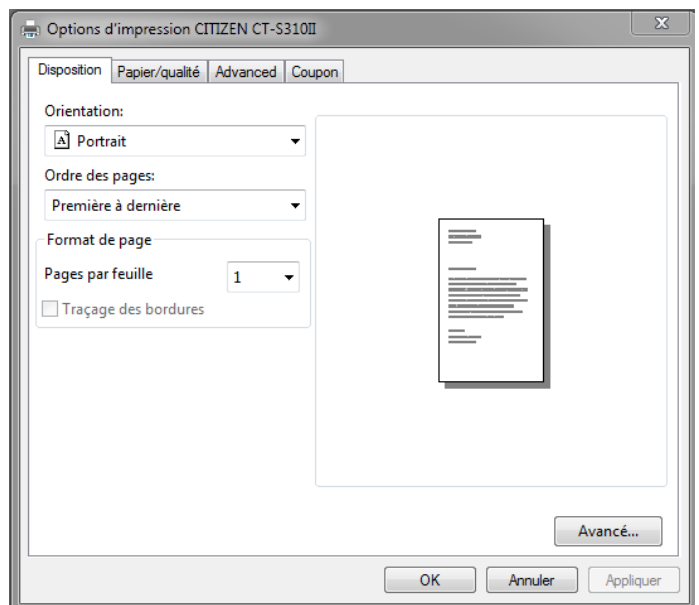 Options d'impression CITIZEN CT-S310II
Disposition Papier/qualité Advanced Coupon
Orientation:
A Portrait
Ordre des pages:
Première à dernière
Format de page
Pages par feuille 1
Traçage des bordures
Avancé...
OK Annuler Appliquer